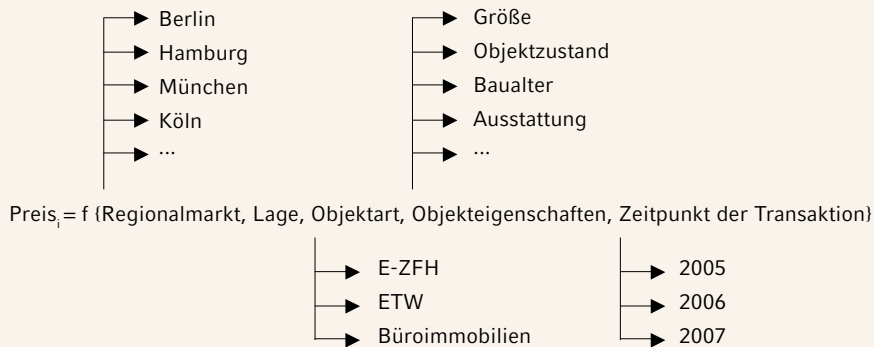 Berlin
Hamburg
München
Köln
...
Größe
Objektzustand
Baualter
Ausstattung
...
Preisᵢ = f {Regionalmarkt, Lage, Objektart, Objekteigenschaften, Zeitpunkt der Transaktion}
E-ZFH
ETW
Büroimmobilien
2005
2006
2007